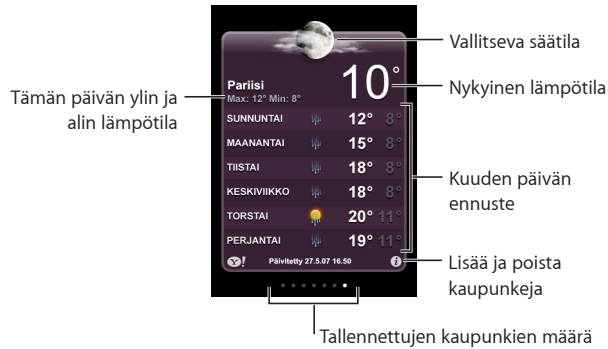 Vallitseva säätila
Pariisi
10°
Max: 12° Min: 8°
Nykyinen lämpötila
Tämän päivän ylin ja
alin lämpötila
SUNNUNTAI 12° 8°
MAANANTAI 15° 8°
TIISTAI 18° 8°
KESKIVIIKKO 18° 8°
TORSTAI 20° 11°
PERJANTAI 19° 11°
Kuuden päivän
ennuste
Y! Päivitetty 27.5.07 16.50 i
Lisää ja poista
kaupunkeja
Tallennettujen kaupunkien määrä